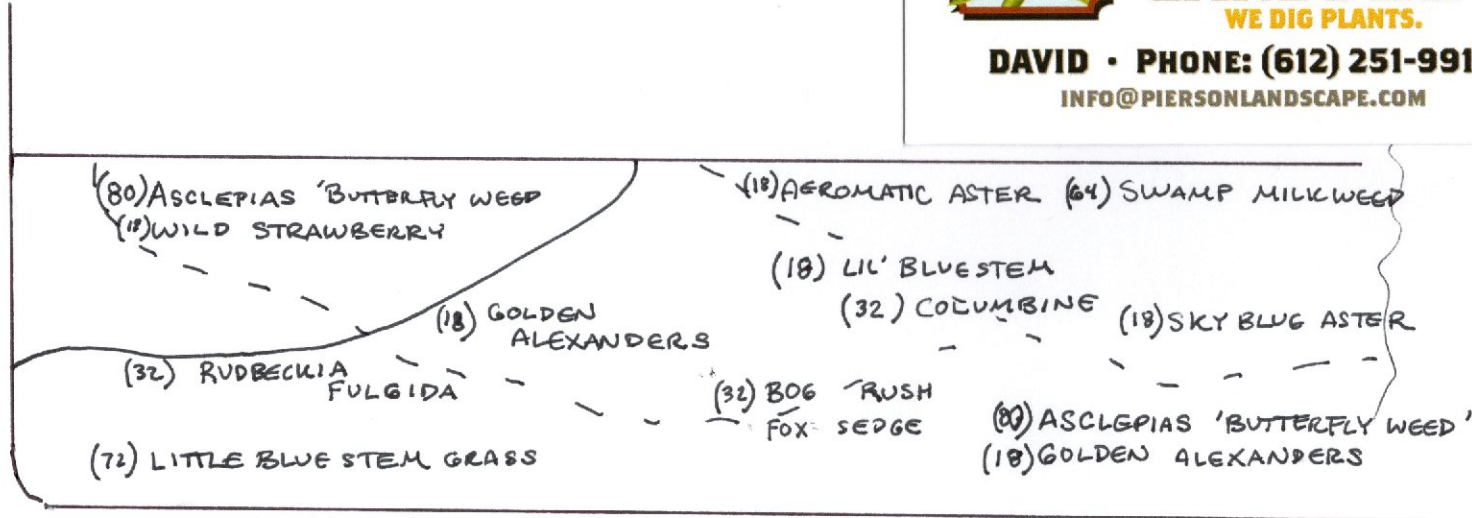 WE DIG PLANTS.
DAVID • PHONE: (612) 251-991
INFO@PIERSONLANDSCAPE.COM
(80) ASCLEPIAS 'BUTTERFLY WEED
(18) WILD STRAWBERRY
(18) AEROMATIC ASTER (64) SWAMP MILKWEED
(18) LIL' BLUESTEM
(32) COLUMBINE
(18) SKY BLUE ASTER
(18) GOLDEN
ALEXANDERS
(32) RUDBECKIA
FULGIDA
(32) BOG RUSH
FOX SEDGE
(80) ASCLEPIAS 'BUTTERFLY WEED'
(18) GOLDEN ALEXANDERS
(72) LITTLE BLUE STEM GRASS